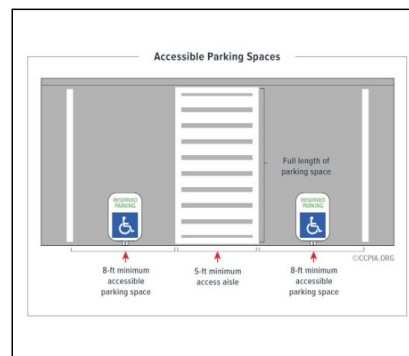 Accessible Parking Spaces
Full length of
parking space
RESERVED
PARKING
RESERVED
PARKING
©CCPIA.ORG
8-ft minimum
accessible
parking space
5-ft minimum
access aisle
8-ft minimum
accessible
parking space